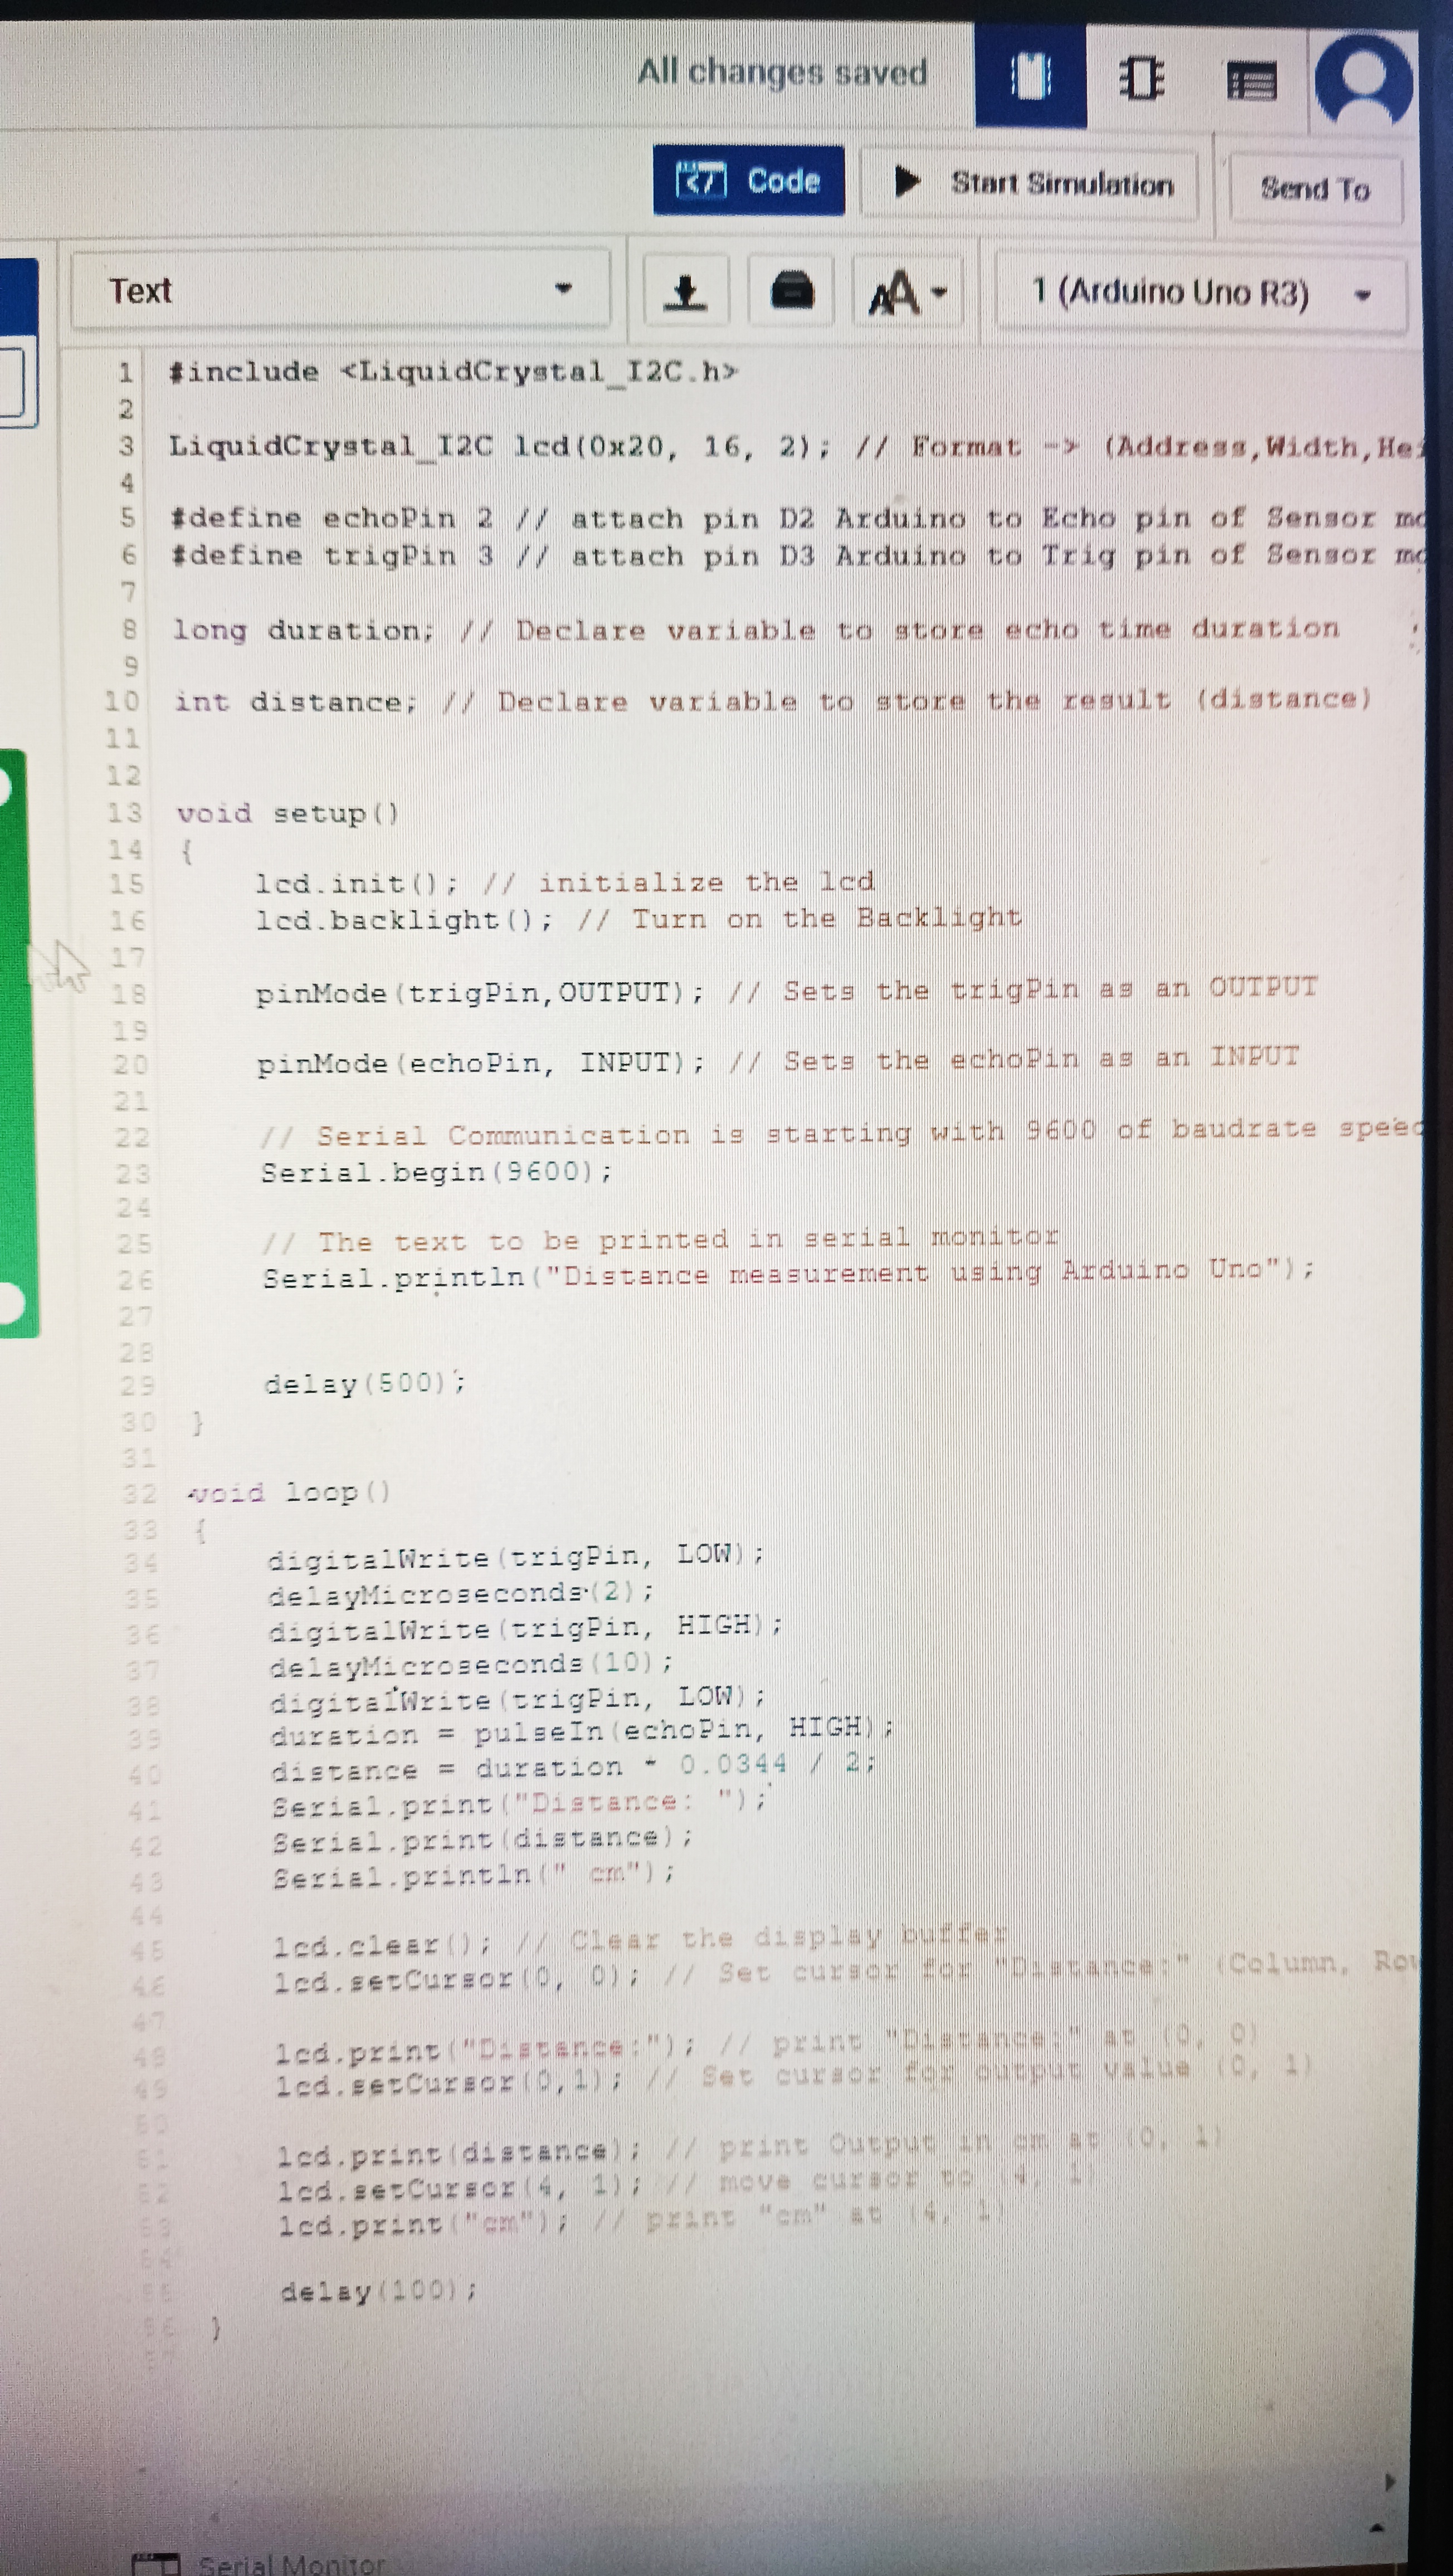 All changes saved
Code
Start Simulation
Send To
Text
1 (Arduino Uno R3)
1 #include <LiquidCrystal_I2C.h>
2
3 LiquidCrystal_I2C lcd(0x20, 16, 2); // Format -> (Address,Width,Hei
4
5 #define echoPin 2 // attach pin D2 Arduino to Echo pin of Sensor mo
6 #define trigPin 3 // attach pin D3 Arduino to Trig pin of Sensor mo
7
8 long duration; // Declare variable to store echo time duration
9
10 int distance; // Declare variable to store the result (distance)
11
12
13 void setup()
14 {
15 lcd.init(); // initialize the lcd
16 lcd.backlight(); // Turn on the Backlight
17
18 pinMode(trigPin,OUTPUT); // Sets the trigPin as an OUTPUT
19
20 pinMode(echoPin, INPUT); // Sets the echoPin as an INPUT
21
22 // Serial Communication is starting with 9600 of baudrate speed
23 Serial.begin(9600);
24
25 // The text to be printed in serial monitor
26 Serial.println("Distance measurement using Arduino Uno");
27
28
29 delay(500);
30 }
31
32 void loop()
33 {
34 digitalWrite(trigPin, LOW);
35 delayMicroseconds(2);
36 digitalWrite(trigPin, HIGH);
37 delayMicroseconds(10);
38 digitalWrite(trigPin, LOW);
39 duration = pulseIn(echoPin, HIGH);
40 distance = duration * 0.0344 / 2;
41 Serial.print("Distance: ");
42 Serial.print(distance);
43 Serial.println(" cm");
44
45 lcd.clear(); // Clear the display buffer
46 lcd.setCursor(0, 0); // Set cursor for "Distance:" (Column, Row
47
48 lcd.print("Distance:"); // print "Distance:" at (0, 0)
49 lcd.setCursor(0,1); // Set cursor for output value (0, 1)
50
51 lcd.print(distance); // print Output in cm at (0, 1)
52 lcd.setCursor(4, 1); // move cursor to (4, 1)
53 lcd.print("cm"); // print "cm" at (4, 1)
54
55 delay(100);
56 }
57
Serial Monitor